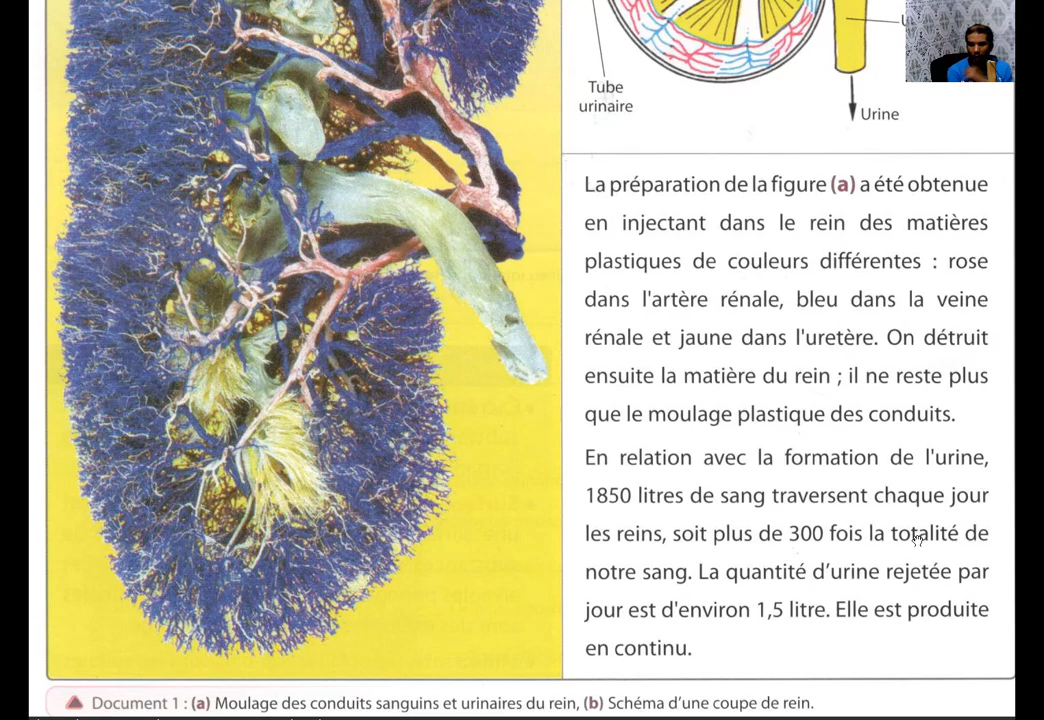 Tube
urinaire
Urine
La préparation de la figure (a) a été obtenue
en injectant dans le rein des matières
plastiques de couleurs différentes : rose
dans l'artère rénale, bleu dans la veine
rénale et jaune dans l'uretère. On détruit
ensuite la matière du rein ; il ne reste plus
que le moulage plastique des conduits.
En relation avec la formation de l'urine,
1850 litres de sang traversent chaque jour
les reins, soit plus de 300 fois la totalité de
notre sang. La quantité d’urine rejetée par
jour est d'environ 1,5 litre. Elle est produite
en continu.
Document 1 : (a) Moulage des conduits sanguins et urinaires du rein, (b) Schéma d’une coupe de rein.